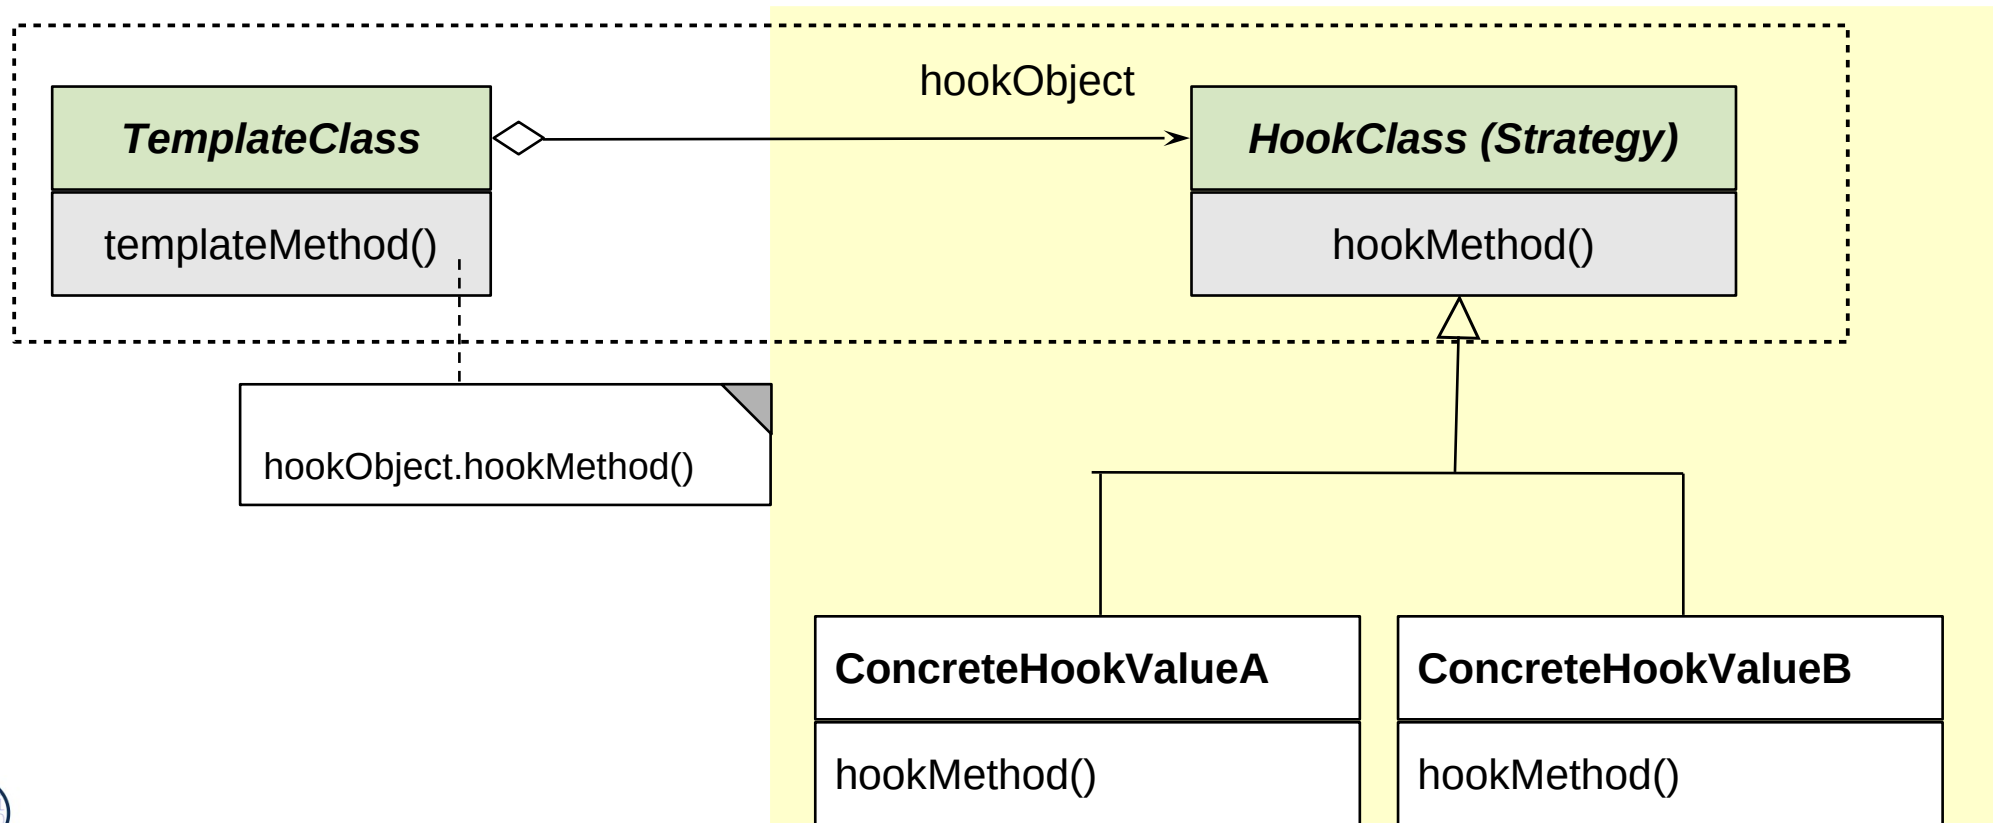 hookObject
TemplateClass
HookClass (Strategy)
templateMethod()
hookMethod()
hookObject.hookMethod()
ConcreteHookValueA
ConcreteHookValueB
hookMethod()
hookMethod()